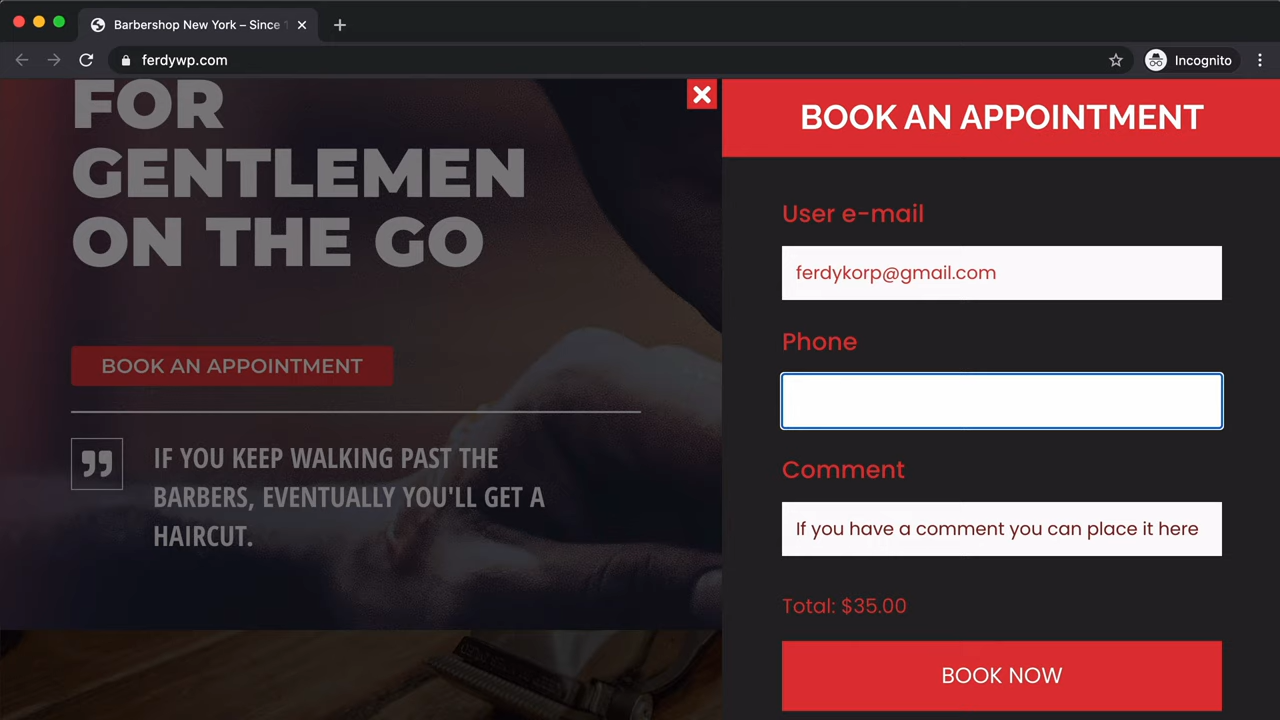 Barbershop New York – Since
ferdywp.com
Incognito
FOR
GENTLEMEN
ON THE GO
BOOK AN APPOINTMENT
IF YOU KEEP WALKING PAST THE
BARBERS, EVENTUALLY YOU'LL GET A
HAIRCUT.
BOOK AN APPOINTMENT
User e-mail
ferdykorp@gmail.com
Phone
Comment
If you have a comment you can place it here
Total: $35.00
BOOK NOW